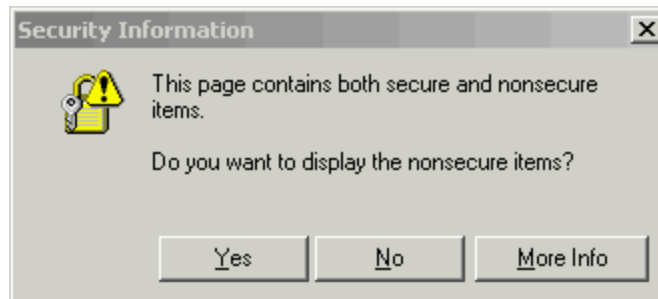 Security Information
This page contains both secure and nonsecure
items.
Do you want to display the nonsecure items?
Yes No More Info